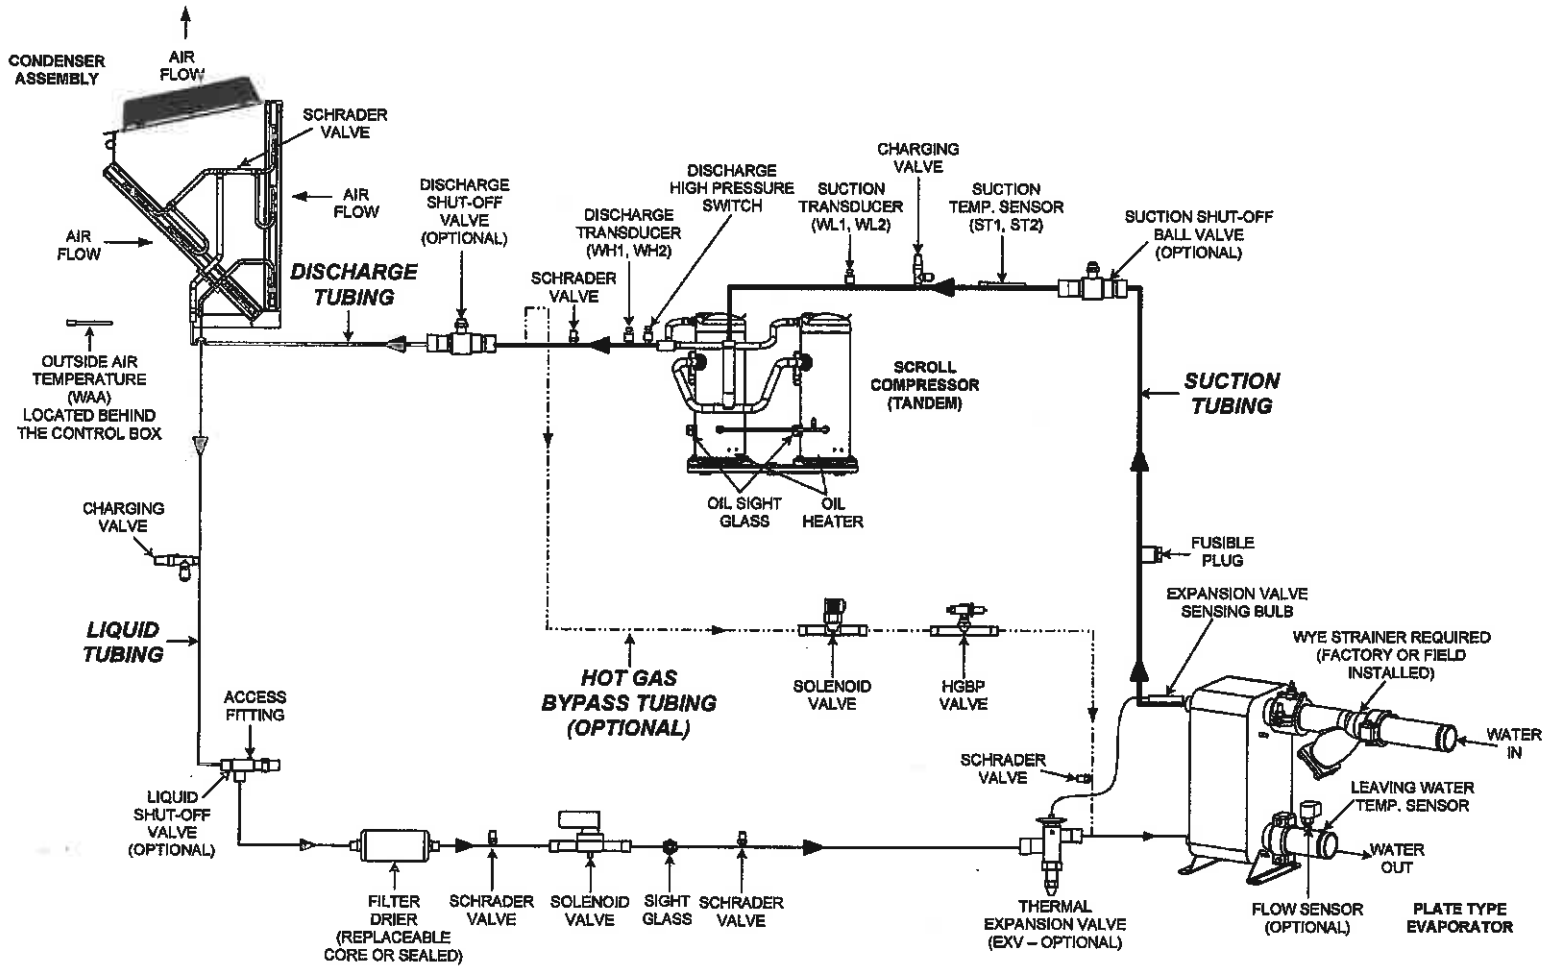 AIR
FLOW
CONDENSER
ASSEMBLY
SCHRADER
VALVE
AIR
FLOW
AIR
FLOW
DISCHARGE
TUBING
DISCHARGE
SHUT-OFF
VALVE
(OPTIONAL)
SCHRADER
VALVE
DISCHARGE
TRANSDUCER
(WH1, WH2)
DISCHARGE
HIGH PRESSURE
SWITCH
SUCTION
TRANSDUCER
(WL1, WL2)
CHARGING
VALVE
SUCTION
TEMP. SENSOR
(ST1, ST2)
SUCTION SHUT-OFF
BALL VALVE
(OPTIONAL)
OUTSIDE AIR
TEMPERATURE
(WAA)
LOCATED BEHIND
THE CONTROL BOX
SCROLL
COMPRESSOR
(TANDEM)
SUCTION
TUBING
OIL SIGHT
GLASS
OIL
HEATER
CHARGING
VALVE
FUSIBLE
PLUG
EXPANSION VALVE
SENSING BULB
LIQUID
TUBING
WYE STRAINER REQUIRED
(FACTORY OR FIELD
INSTALLED)
HOT GAS
BYPASS TUBING
(OPTIONAL)
SOLENOID
VALVE
HGBP
VALVE
ACCESS
FITTING
WATER
IN
SCHRADER
VALVE
LEAVING WATER
TEMP. SENSOR
LIQUID
SHUT-OFF
VALVE
(OPTIONAL)
WATER
OUT
FILTER
DRIER
(REPLACEABLE
CORE OR SEALED)
SCHRADER
VALVE
SOLENOID
VALVE
SIGHT
GLASS
SCHRADER
VALVE
THERMAL
EXPANSION VALVE
(EXV – OPTIONAL)
FLOW SENSOR
(OPTIONAL)
PLATE TYPE
EVAPORATOR